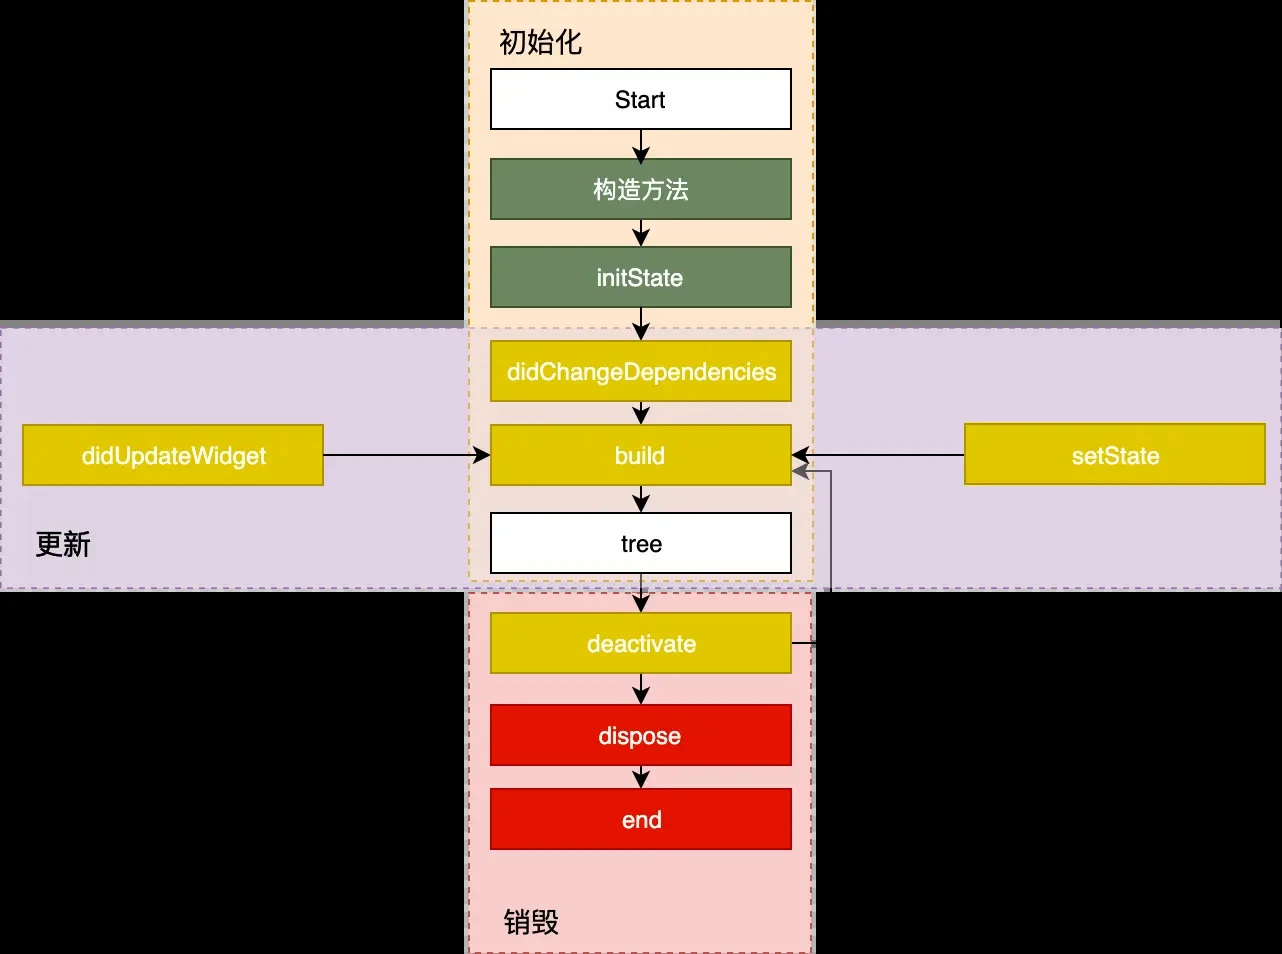 初始化
Start
构造方法
initState
didChangeDependencies
didUpdateWidget
build
setState
更新
tree
deactivate
dispose
end
销毁